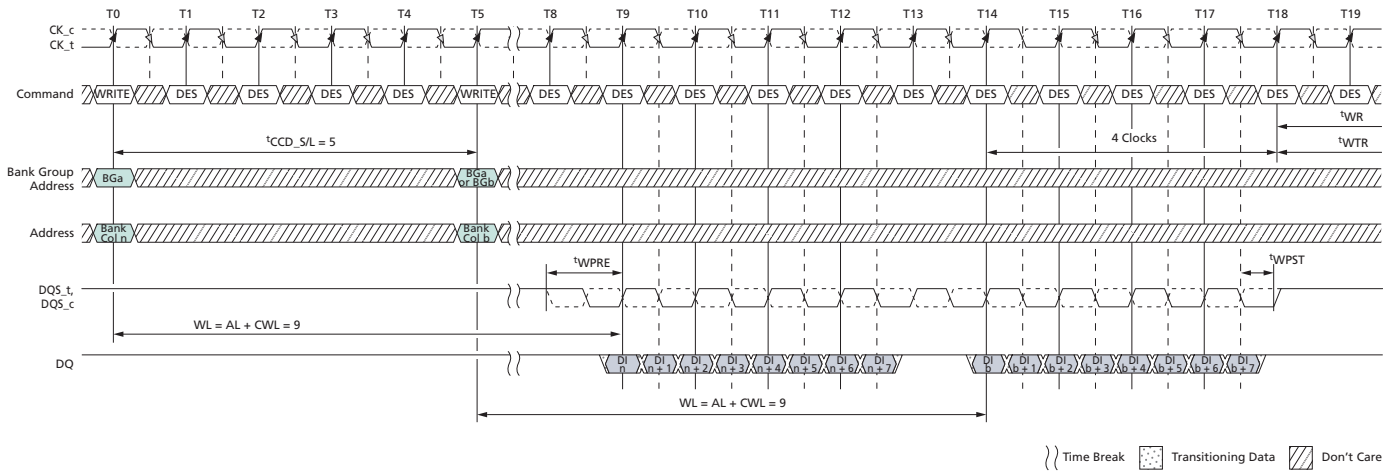 T0 T1 T2 T3 T4 T5 T8 T9 T10 T11 T12 T13 T14 T15 T16 T17 T18 T19
CK_c
CK_t
Command WRITE DES DES DES DES WRITE DES DES DES DES DES DES DES DES DES DES DES DES
tWR
tCCD_S/L = 5 4 Clocks tWTR
Bank Group
Address
BGa
BGa
or BGb
Address
Bank
Col n
Bank
Col b
tWPRE tWPST
DQS_t,
DQS_c
WL = AL + CWL = 9
DQ
DI
n
DI
n + 1
DI
n + 2
DI
n + 3
DI
n + 4
DI
n + 5
DI
n + 6
DI
n + 7
DI
b
DI
b + 1
DI
b + 2
DI
b + 3
DI
b + 4
DI
b + 5
DI
b + 6
DI
b + 7
WL = AL + CWL = 9
Time Break Transitioning Data Don't Care